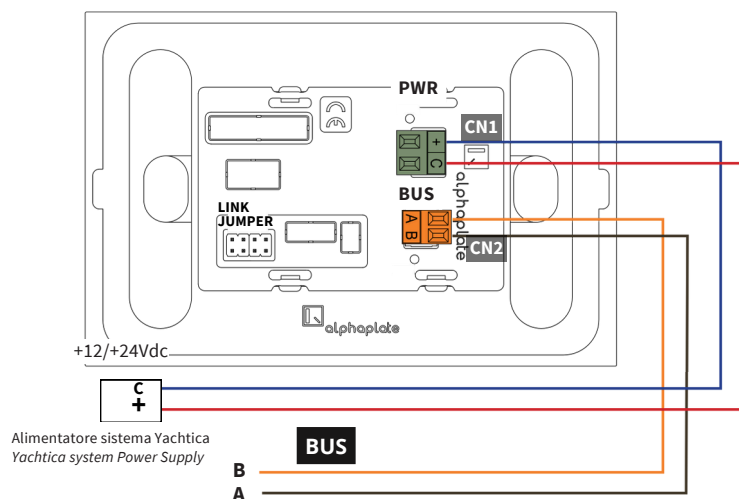 PWR
CN1
+
C
alphaplate
BUS
A
B
CN2
LINK
JUMPER
alphaplate
+12/+24Vdc
C
+
Alimentatore sistema Yachtica
Yachtica system Power Supply
BUS
B
A